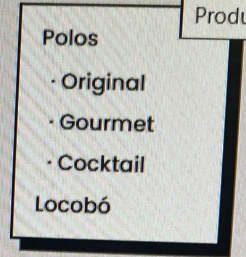 Produ
Polos
· Original
· Gourmet
· Cocktail
Locobó